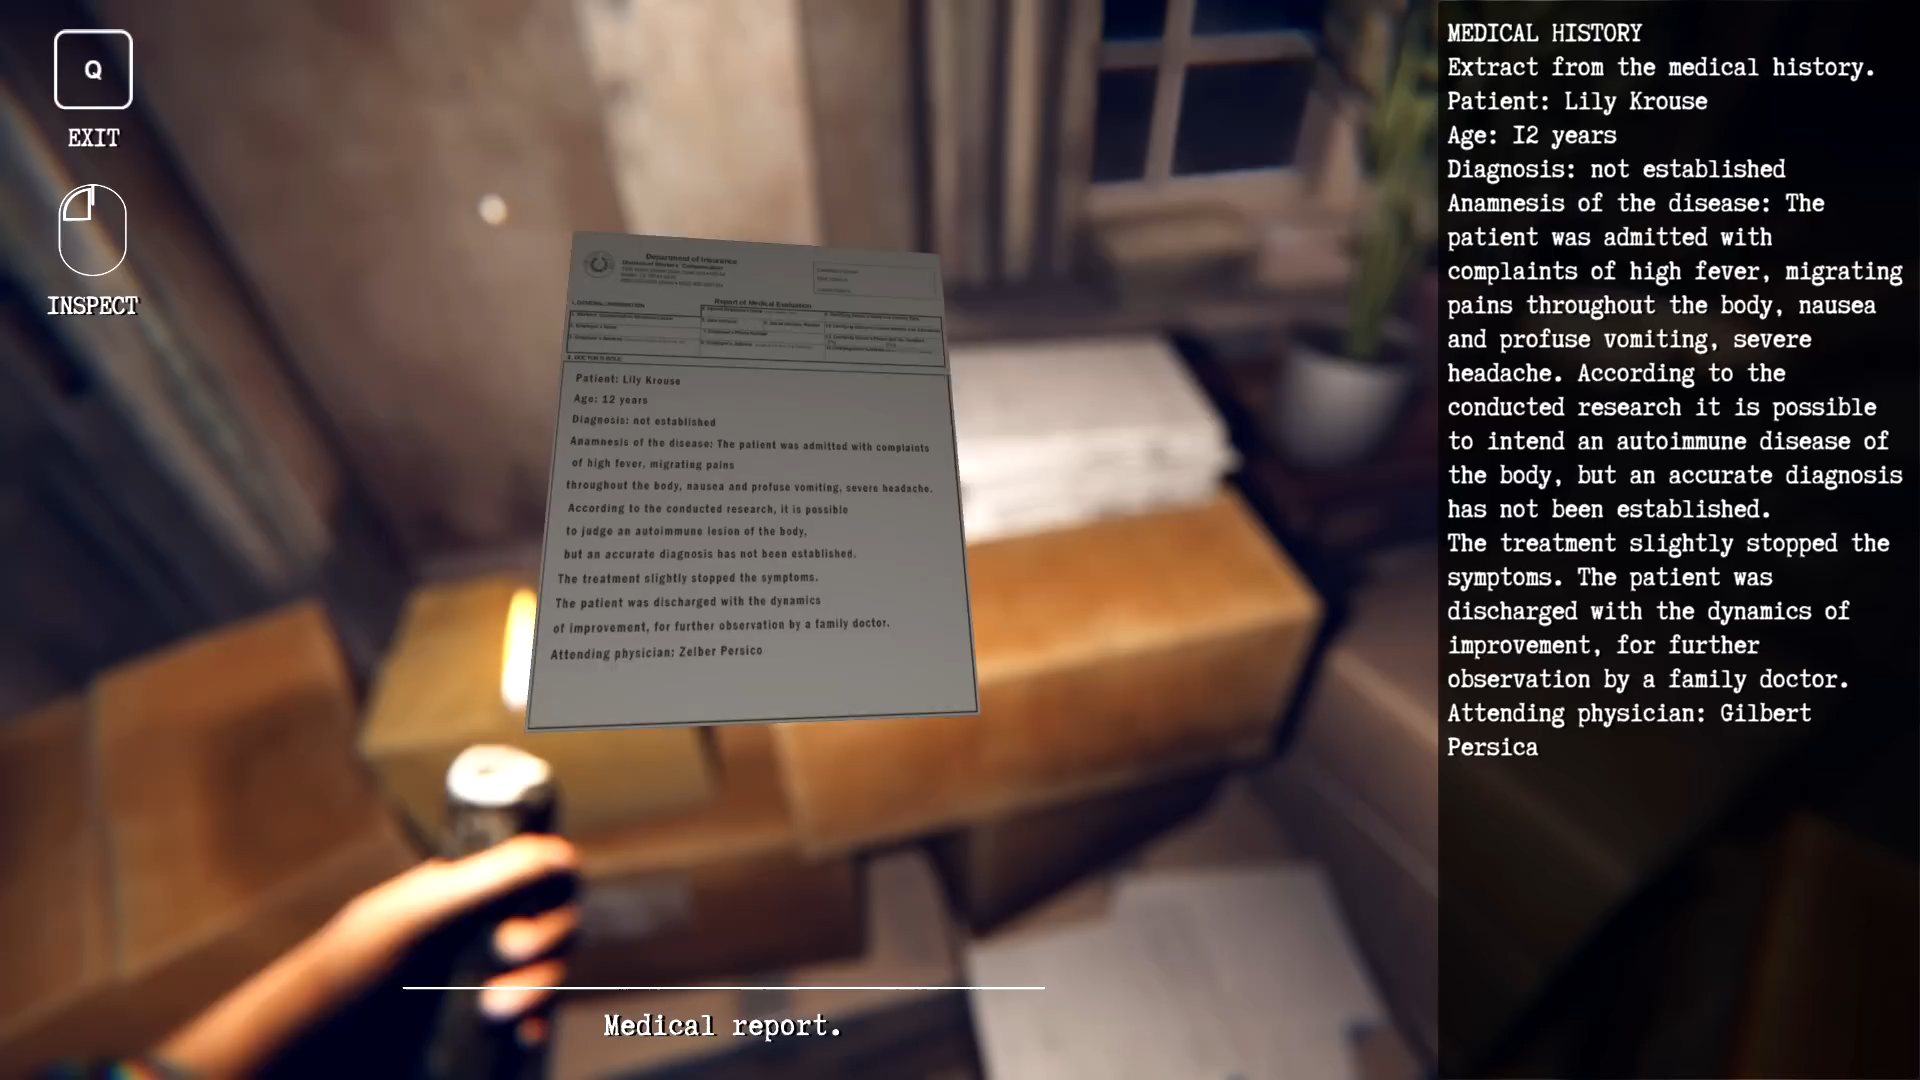 Q
EXIT
INSPECT
Department of Insurance
Report of Medical Evaluation
Patient: Lily Krouse
Age: 12 years
Diagnosis: not established
Anamnesis of the disease: The patient was admitted with complaints
of high fever, migrating pains
throughout the body, nausea and profuse vomiting, severe headache.
According to the conducted research, it is possible
to judge an autoimmune lesion of the body,
but an accurate diagnosis has not been established.
The treatment slightly stopped the symptoms.
The patient was discharged with the dynamics
of improvement, for further observation by a family doctor.
Attending physician: Zelber Persico
Medical report.
MEDICAL HISTORY
Extract from the medical history.
Patient: Lily Krouse
Age: I2 years
Diagnosis: not established
Anamnesis of the disease: The
patient was admitted with
complaints of high fever, migrating
pains throughout the body, nausea
and profuse vomiting, severe
headache. According to the
conducted research it is possible
to intend an autoimmune disease of
the body, but an accurate diagnosis
has not been established.
The treatment slightly stopped the
symptoms. The patient was
discharged with the dynamics of
improvement, for further
observation by a family doctor.
Attending physician: Gilbert
Persica